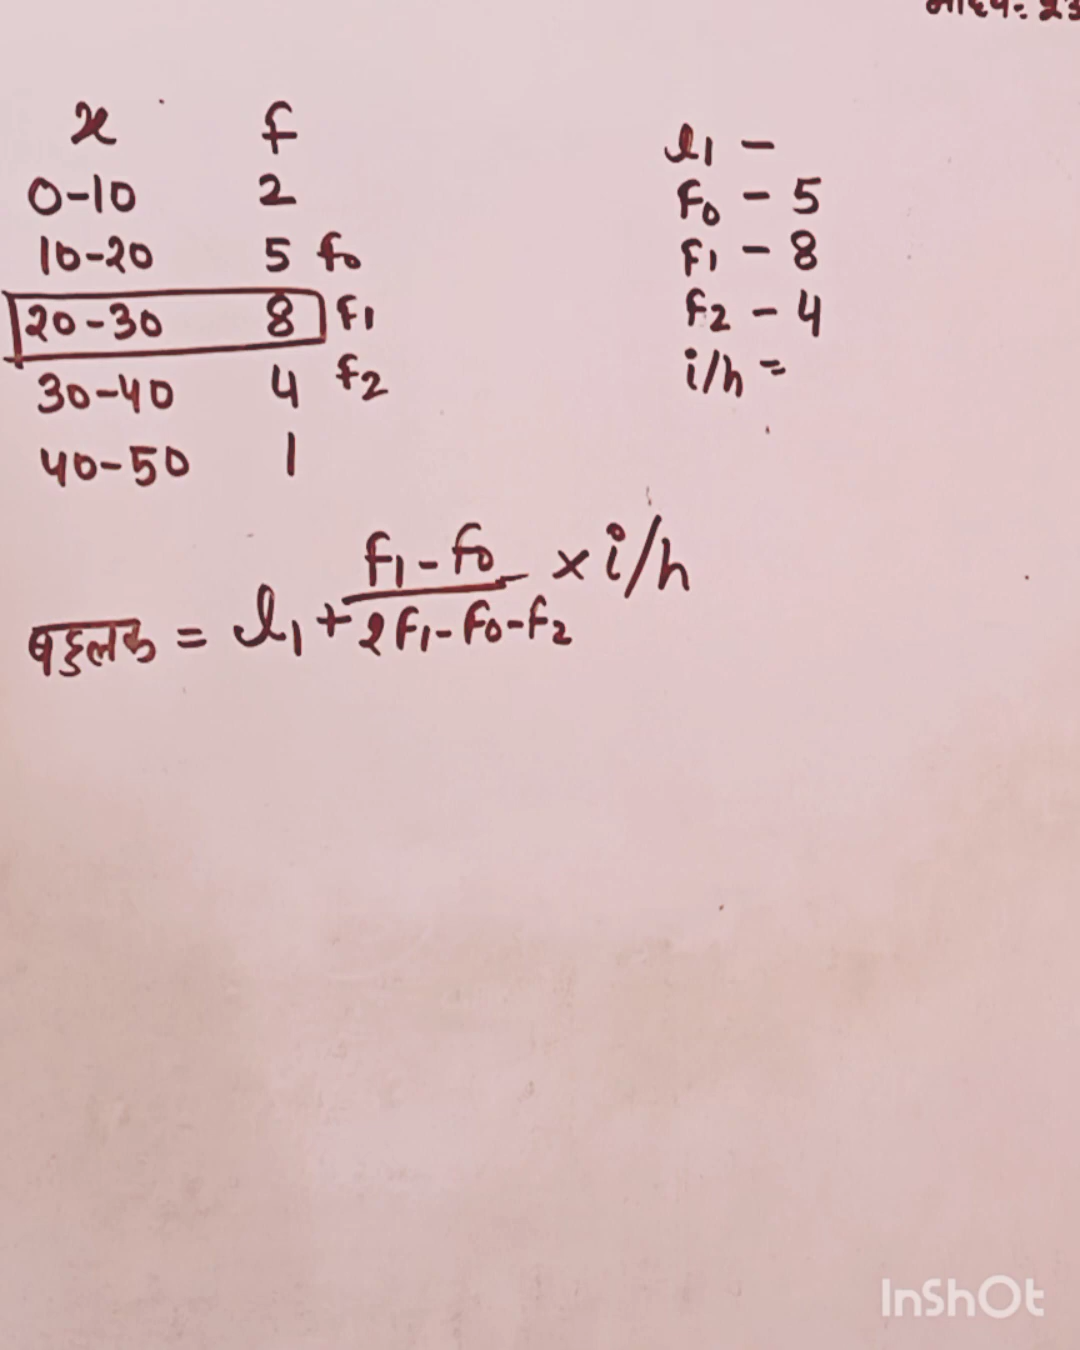 x f
0-10 2
10-20 5 f₀
20-30 8 f₁
30-40 4 f₂
40-50 1
l₁ -
f₀ - 5
f₁ - 8
f₂ - 4
i/h =
बहुलक = l₁ + (f₁ - f₀) / (2f₁ - f₀ - f₂) × i/h
InShOt